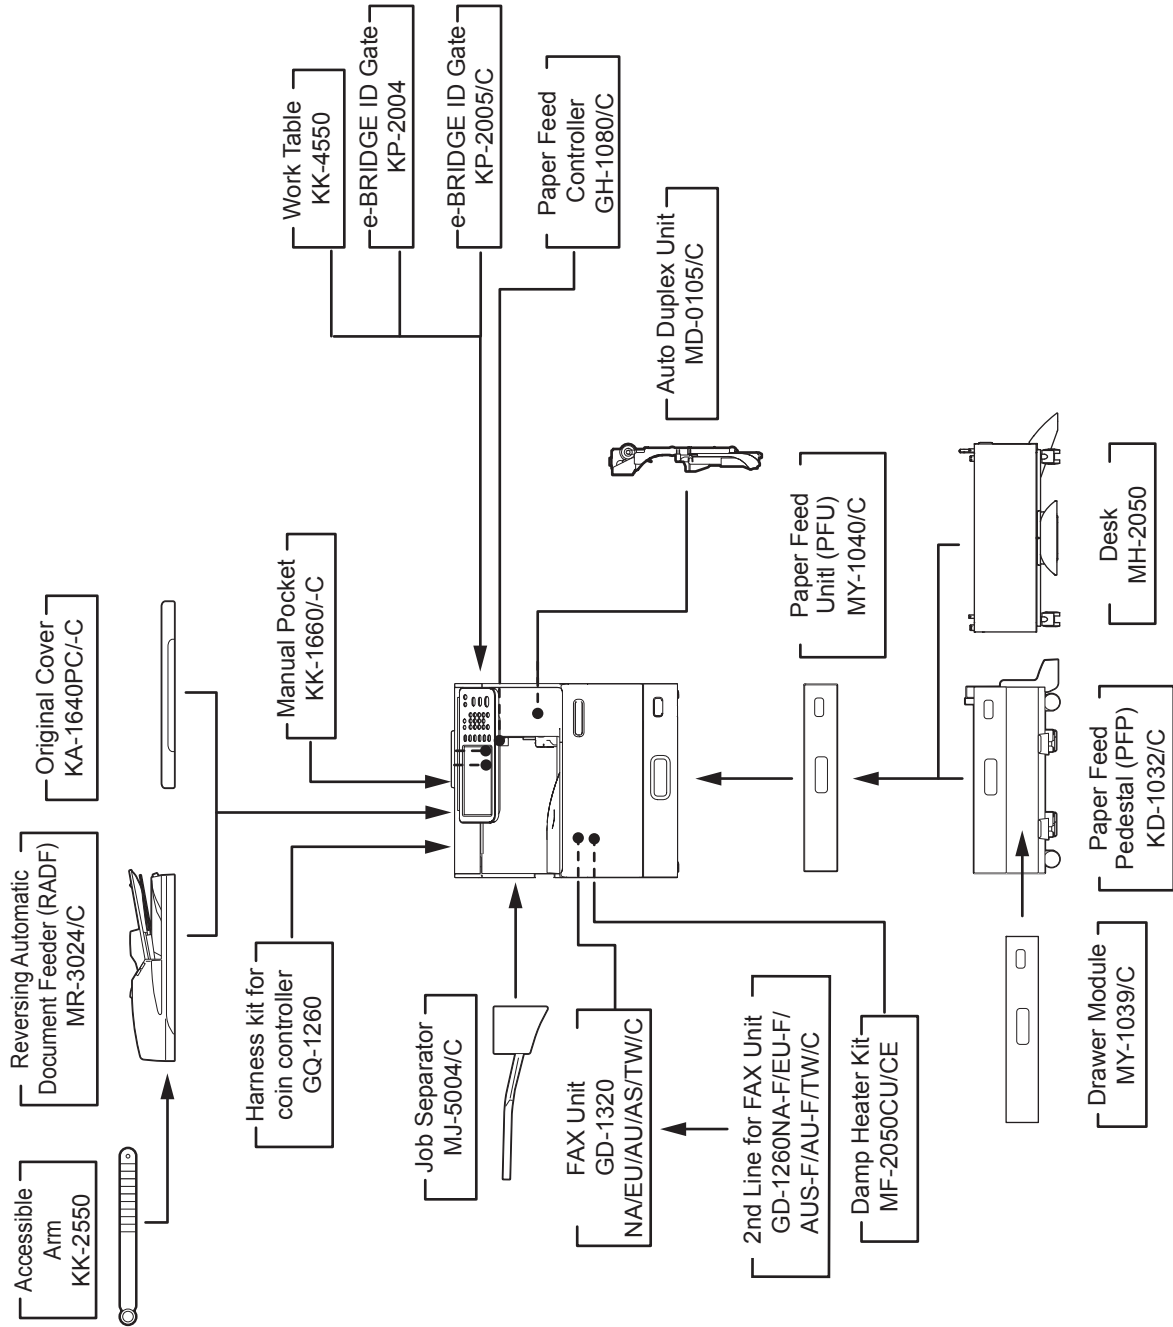 Accessible
Arm
KK-2550
Reversing Automatic
Document Feeder (RADF)
MR-3024/C
Original Cover
KA-1640PC/-C
Harness kit for
coin controller
GQ-1260
Manual Pocket
KK-1660/-C
Work Table
KK-4550
e-BRIDGE ID Gate
KP-2004
e-BRIDGE ID Gate
KP-2005/C
Paper Feed
Controller
GH-1080/C
Job Separator
MJ-5004/C
Auto Duplex Unit
MD-0105/C
FAX Unit
GD-1320
NA/EU/AU/AS/TW/C
2nd Line for FAX Unit
GD-1260NA-F/EU-F/
AUS-F/AU-F/TW/C
Damp Heater Kit
MF-2050CU/CE
Paper Feed
Unitl (PFU)
MY-1040/C
Drawer Module
MY-1039/C
Paper Feed
Pedestal (PFP)
KD-1032/C
Desk
MH-2050